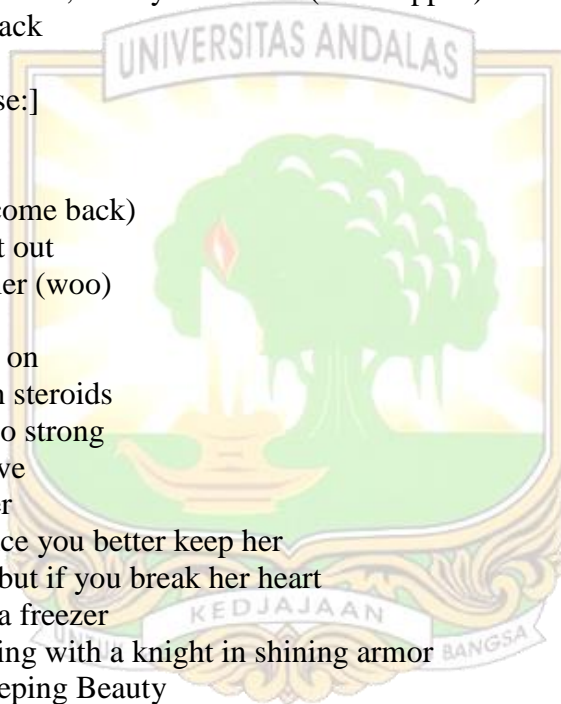 ack
UNIVERSITAS ANDALAS
se:]
come back)
t out
er (woo)
on
n steroids
o strong
ve
er
ce you better keep her
but if you break her heart
a freezer
KEDJAJAAN
ing with a knight in shining armor
BANGSA
eping Beauty